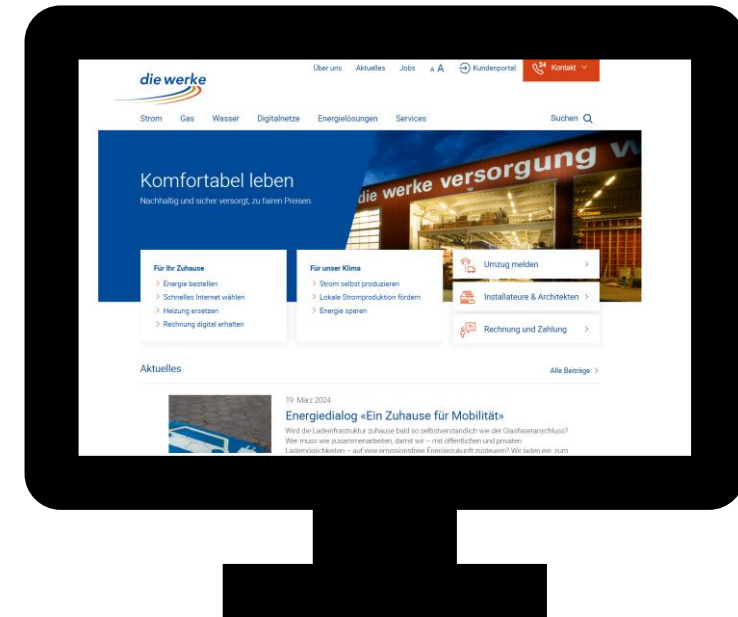 Über uns Aktuelles Jobs A A Kundenportal 24 Kontakt
die werke
Strom Gas Wasser Digitalnetze Energielösungen Services Suchen
die werke versorgung w
Komfortabel leben
Nachhaltig und sicher versorgt, zu fairen Preisen.
Für Ihr Zuhause
Energie bestellen
Schnelles Internet wählen
Heizung ersetzen
Rechnung digital erhalten
Für unser Klima
Strom selbst produzieren
Lokale Stromproduktion fördern
Energie sparen
Umzug melden
Installateure & Architekten
Rechnung und Zahlung
Aktuelles Alle Beiträge
19. März 2024
Energiedialog «Ein Zuhause für Mobilität»
Wird die Ladeinfrastruktur zuhause bald so selbstverständlich wie der Glasfaseranschluss?
Wer muss wie zusammenarbeiten, damit wir – mit öffentlichen und privaten
Lademöglichkeiten – auf eine emissionsfreie Energiezukunft zusteuern? Wir laden ein zum